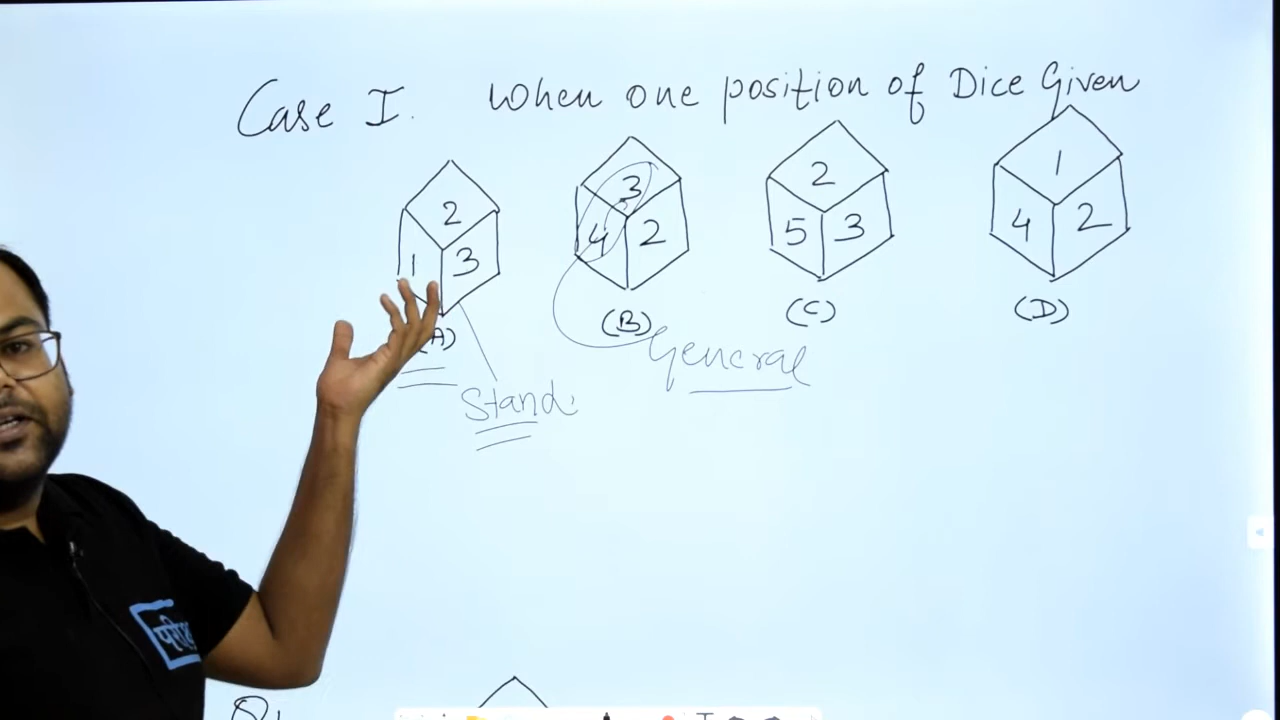 Case I. When one position of Dice Given
2
1 3
3
4 2
2
5 3
1
4 2
(A) (B) (C) (D)
General
Stand.